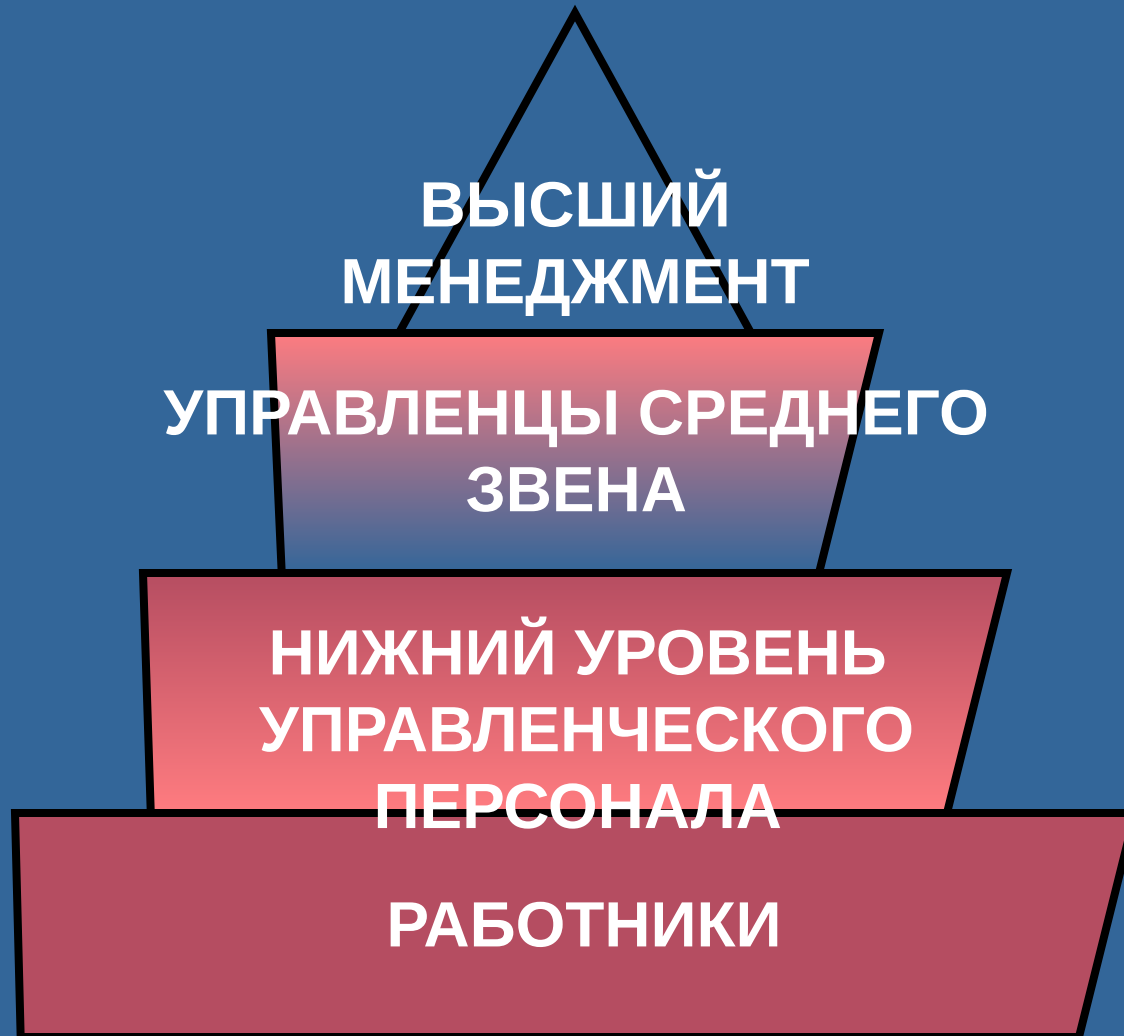 ВЫСШИЙ
МЕНЕДЖМЕНТ
УПРАВЛЕНЦЫ СРЕДНЕГО
ЗВЕНА
НИЖНИЙ УРОВЕНЬ
УПРАВЛЕНЧЕСКОГО
ПЕРСОНАЛА
РАБОТНИКИ